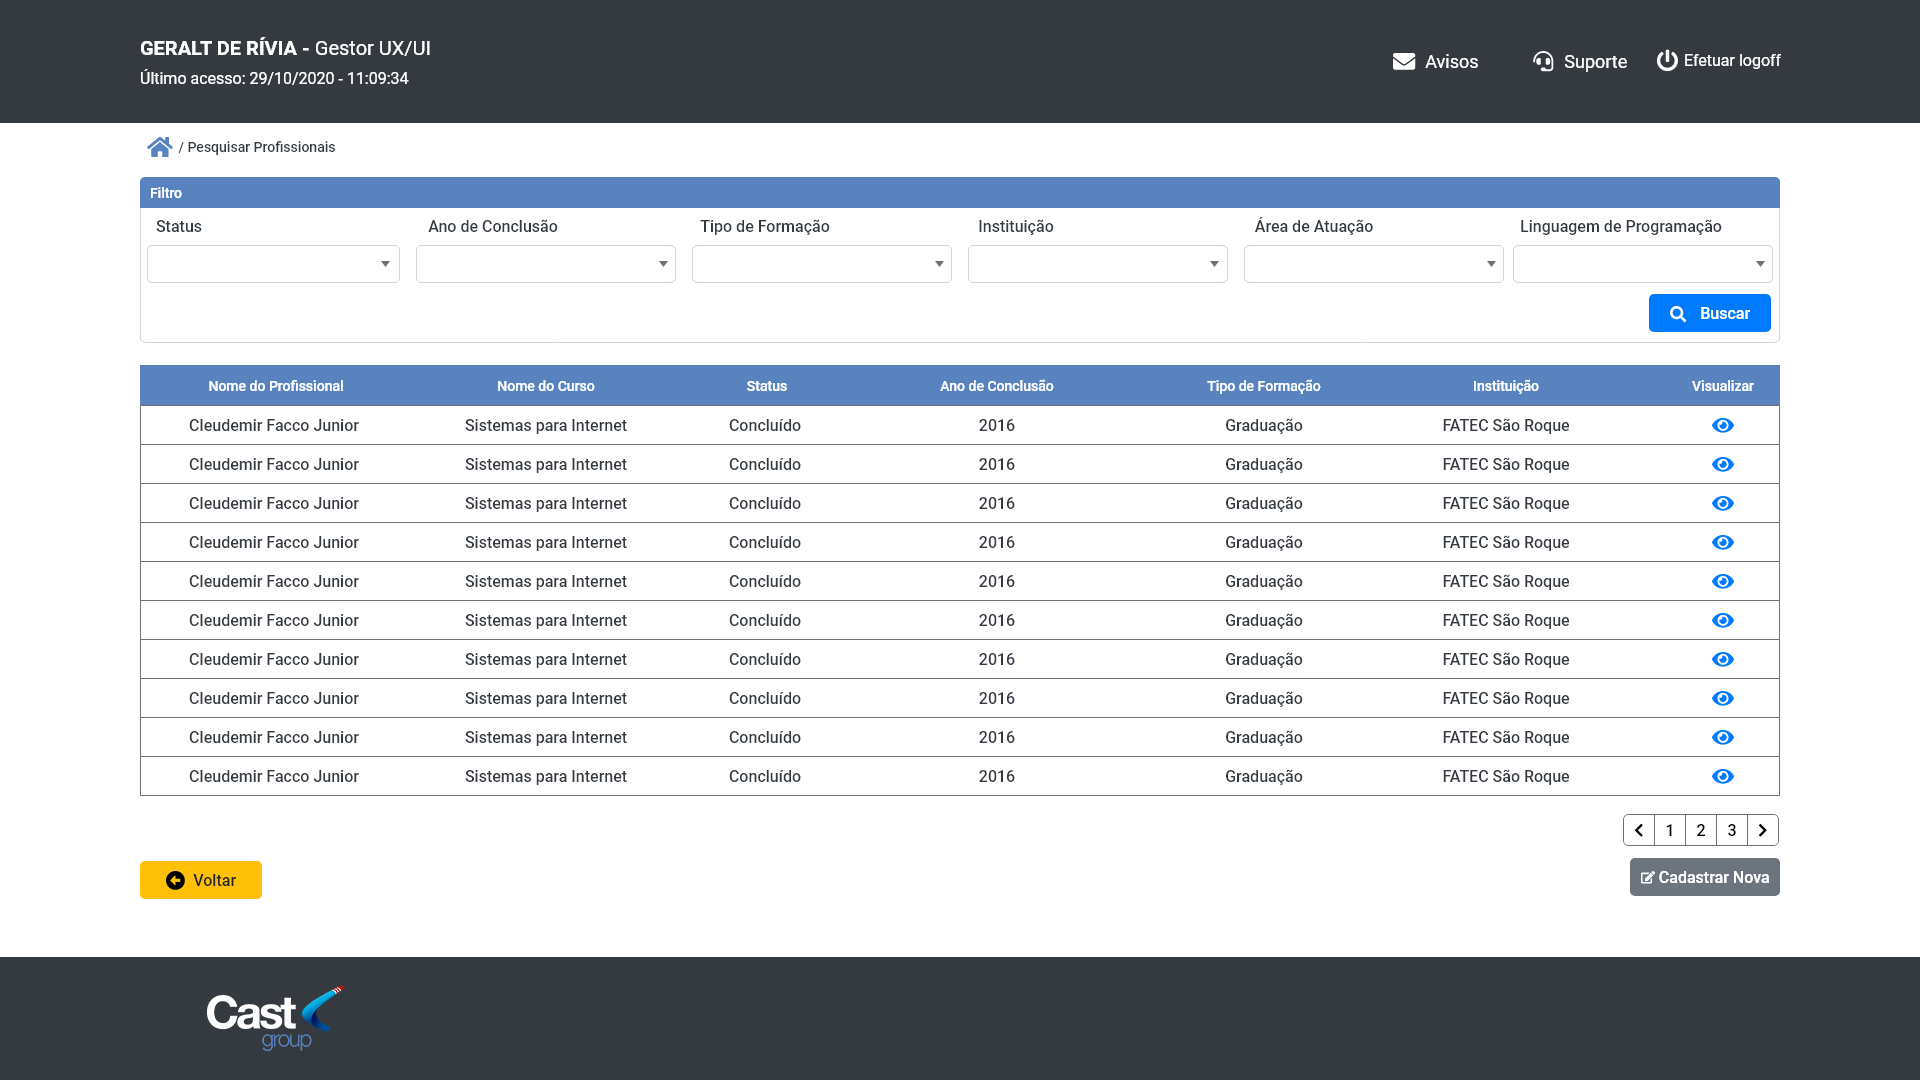 GERALT DE RÍVIA - Gestor UX/UI
Último acesso: 29/10/2020 - 11:09:34
Avisos Suporte Efetuar logoff
/ Pesquisar Profissionais
Filtro
Status Ano de Conclusão Tipo de Formação Instituição Área de Atuação Linguagem de Programação
Buscar
Nome do Profissional Nome do Curso Status Ano de Conclusão Tipo de Formação Instituição Visualizar
Cleudemir Facco Junior Sistemas para Internet Concluído 2016 Graduação FATEC São Roque
Cleudemir Facco Junior Sistemas para Internet Concluído 2016 Graduação FATEC São Roque
Cleudemir Facco Junior Sistemas para Internet Concluído 2016 Graduação FATEC São Roque
Cleudemir Facco Junior Sistemas para Internet Concluído 2016 Graduação FATEC São Roque
Cleudemir Facco Junior Sistemas para Internet Concluído 2016 Graduação FATEC São Roque
Cleudemir Facco Junior Sistemas para Internet Concluído 2016 Graduação FATEC São Roque
Cleudemir Facco Junior Sistemas para Internet Concluído 2016 Graduação FATEC São Roque
Cleudemir Facco Junior Sistemas para Internet Concluído 2016 Graduação FATEC São Roque
Cleudemir Facco Junior Sistemas para Internet Concluído 2016 Graduação FATEC São Roque
Cleudemir Facco Junior Sistemas para Internet Concluído 2016 Graduação FATEC São Roque
1 2 3
Voltar Cadastrar Nova
Cast
group